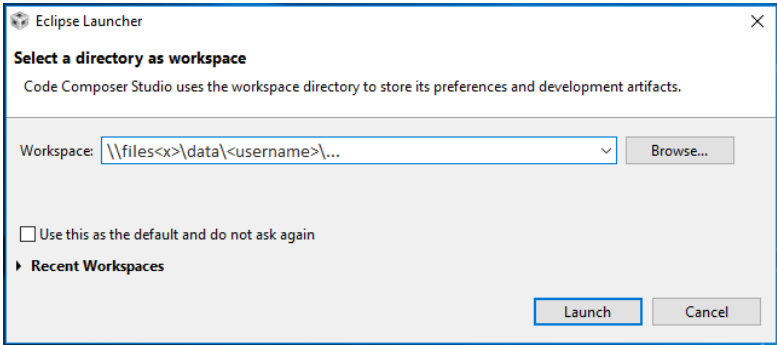 Eclipse Launcher
Select a directory as workspace
Code Composer Studio uses the workspace directory to store its preferences and development artifacts.
Workspace: \\files<x>\data\<username>\... Browse...
Use this as the default and do not ask again
Recent Workspaces
Launch Cancel